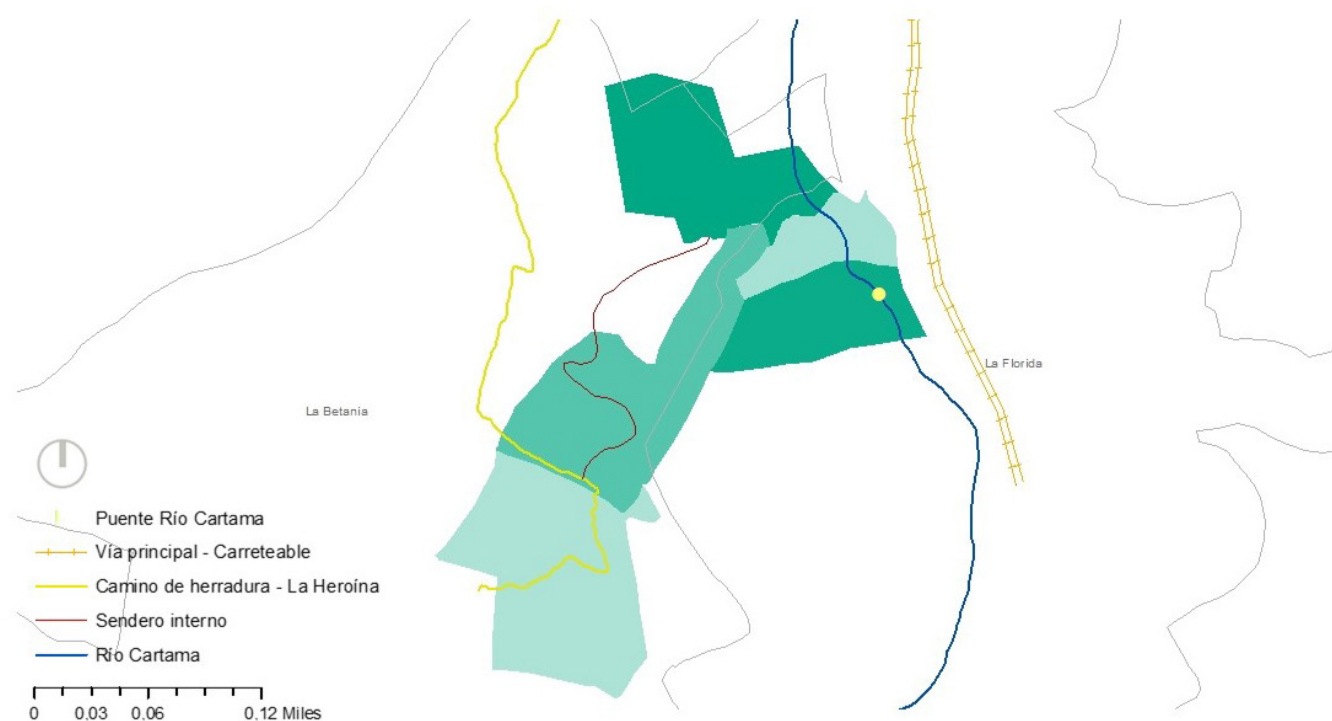 La Florida
La Betania
Puente Río Cartama
Vía principal - Carreteable
Camino de herradura - La Heroína
Sendero interno
Río Cartama
0 0,03 0,06 0,12 Miles